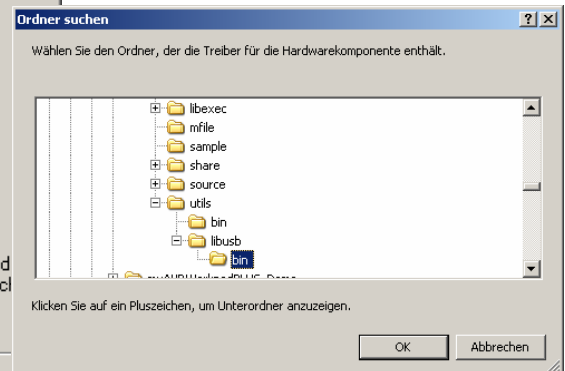 Ordner suchen
Wählen Sie den Ordner, der die Treiber für die Hardwarekomponente enthält.
libexec
mfile
sample
share
source
utils
bin
libusb
bin
myAVRWorkpadPLUS_Demo
Klicken Sie auf ein Pluszeichen, um Unterordner anzuzeigen.
OK Abbrechen